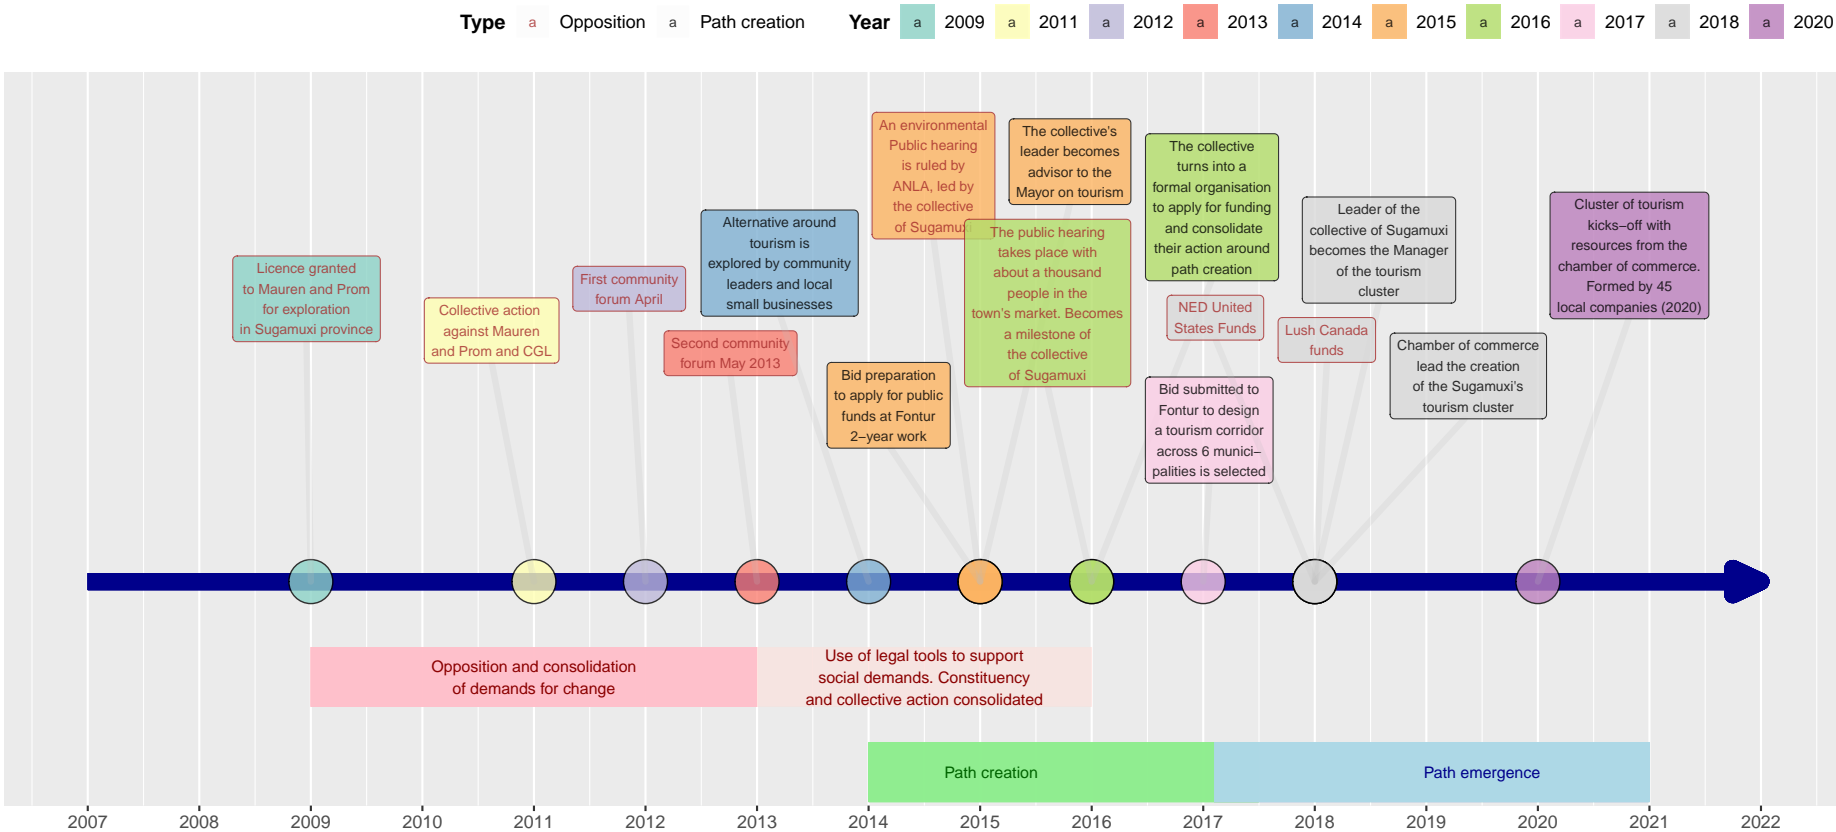 Type a Opposition a Path creation Year a 2009 a 2011 a 2012 a 2013 a 2014 a 2015 a 2016 a 2017 a 2018 a 2020
Licence granted
to Mauren and Prom
for exploration
in Sugamuxi province
Collective action
against Mauren
and Prom and CGL
First community
forum April
Second community
forum May 2013
Alternative around
tourism is
explored by community
leaders and local
small businesses
Bid preparation
to apply for public
funds at Fontur
2−year work
An environmental
Public hearing
is ruled by
ANLA, led by
the collective
of Sugamuxi
The collective's
leader becomes
advisor to the
Mayor on tourism
The public hearing
takes place with
about a thousand
people in the
town's market. Becomes
a milestone of
the collective
of Sugamuxi
The collective
turns into a
formal organisation
to apply for funding
and consolidate
their action around
path creation
NED United
States Funds
Bid submitted to
Fontur to design
a tourism corridor
across 6 munici−
palities is selected
Leader of the
collective of Sugamuxi
becomes the Manager
of the tourism
cluster
Lush Canada
funds
Chamber of commerce
lead the creation
of the Sugamuxi's
tourism cluster
Cluster of tourism
kicks−off with
resources from the
chamber of commerce.
Formed by 45
local companies (2020)
Opposition and consolidation
of demands for change
Use of legal tools to support
social demands. Constituency
and collective action consolidated
Path creation
Path emergence
2007 2008 2009 2010 2011 2012 2013 2014 2015 2016 2017 2018 2019 2020 2021 2022